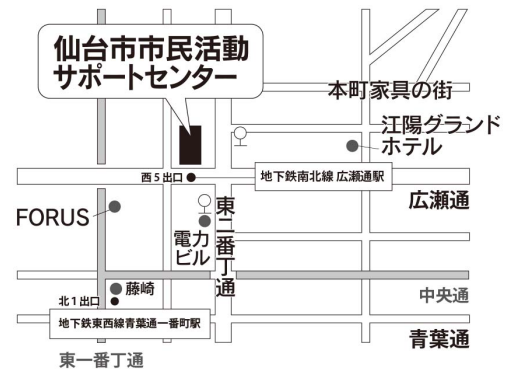 仙台市市民活動
サポートセンター
本町家具の街
江陽グランド
ホテル
西5出口
地下鉄南北線 広瀬通駅
広瀬通
FORUS
東二番丁通
電力
ビル
藤崎
中央通
北1出口
地下鉄東西線青葉通一番町駅
青葉通
東一番丁通